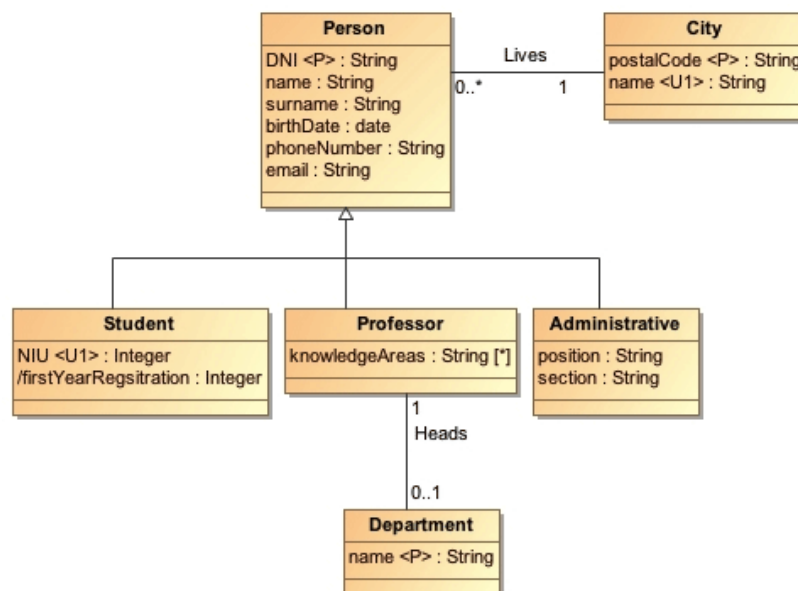 Person
DNI <P> : String
name : String
surname : String
birthDate : date
phoneNumber : String
email : String
Lives
0..*
1
City
postalCode <P> : String
name <U1> : String
Student
NIU <U1> : Integer
/firstYearRegsitration : Integer
Professor
knowledgeAreas : String [*]
Administrative
position : String
section : String
1
Heads
0..1
Department
name <P> : String